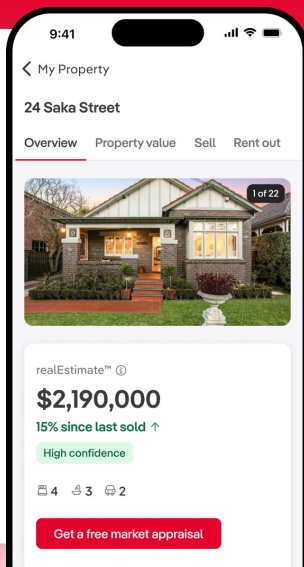 9:41
My Property
24 Saka Street
Overview Property value Sell Rent out
1 of 22
realEstimate™
$2,190,000
15% since last sold ↑
High confidence
4 3 2
Get a free market appraisal